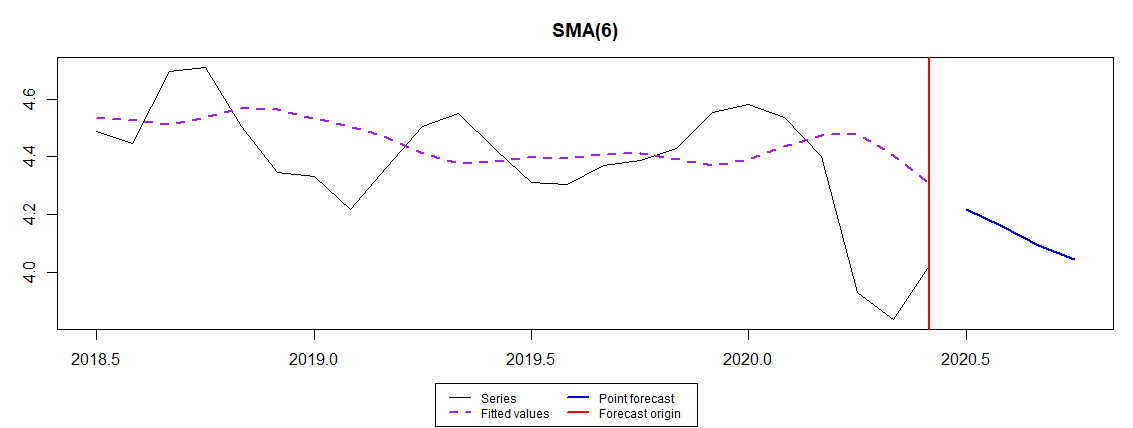 SMA(6)
4.6
4.4
4.2
4.0
2018.5 2019.0 2019.5 2020.0 2020.5
Series Point forecast
Fitted values Forecast origin